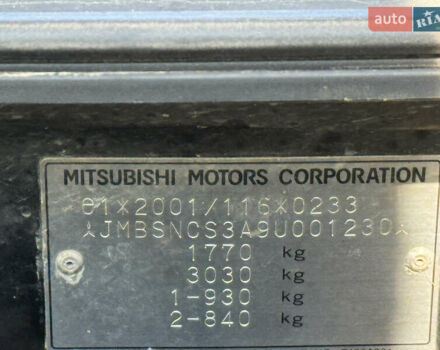 auto RIA
MITSUBISHI MOTORS CORPORATION
01*2001/116*0233
*JMBSNCS3A9U001230*
1770 kg
3030 kg
1-930 kg
2-840 kg